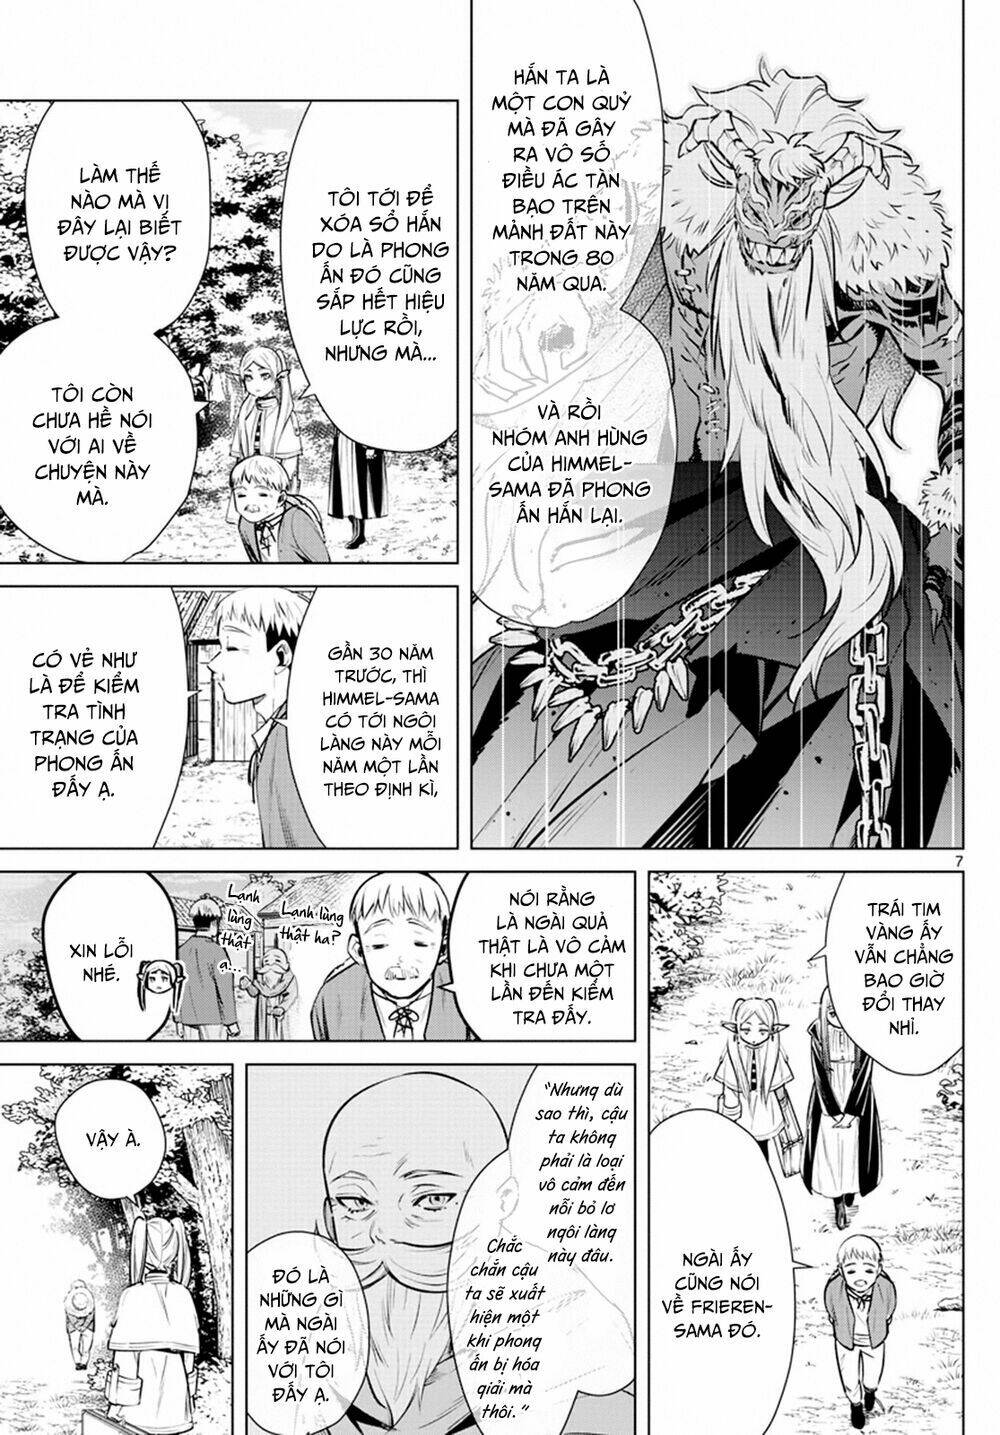 HẮN TA LÀ
MỘT CON QUỶ
MÀ ĐÃ GÂY
RA VÔ SỐ
ĐIỀU ÁC TÀN
BẠO TRÊN
MẢNH ĐẤT NÀY
TRONG 80
NĂM QUA.
VÀ RỒI
NHÓM ANH HÙNG
CỦA HIMMEL-
SAMA ĐÃ PHONG
ẤN HẮN LẠI.
TÔI TỚI ĐỂ
XÓA SỔ HẮN
DO LÀ PHONG
ẤN ĐÓ CŨNG
SẮP HẾT HIỆU
LỰC RỒI,
NHƯNG MÀ...
LÀM THẾ
NÀO MÀ VỊ
ĐÂY LẠI BIẾT
ĐƯỢC VẬY?
TÔI CÒN
CHƯA HỀ NÓI
VỚI AI VỀ
CHUYỆN NÀY
MÀ.
GẦN 30 NĂM
TRƯỚC, THÌ
HIMMEL-SAMA
CÓ TỚI NGÔI
LÀNG NÀY MỖI
NĂM MỘT LẦN
THEO ĐỊNH KÌ,
CÓ VẺ NHƯ
LÀ ĐỂ KIỂM
TRA TÌNH
TRẠNG CỦA
PHONG ẤN
ĐẤY Ạ.
7
TRÁI TIM
VÀNG ẤY
VẪN CHẲNG
BAO GIỜ
ĐỔI THAY
NHỈ.
NGÀI ẤY
CŨNG NÓI
VỀ FRIEREN-
SAMA ĐÓ.
NÓI RẰNG
LÀ NGÀI QUẢ
THẬT LÀ VÔ CẢM
KHI CHƯA MỘT
LẦN ĐẾN KIỂM
TRA ĐẤY.
Lạnh lùng
thật ha?
Lạnh
lùng
thật
ạ...
XIN LỖI
NHÉ.
"Nhưng dù
sao thì, cậu
ta không
phải là loại
vô cảm đến
nỗi bỏ lơ
ngôi làng
này đâu.
Chắc
chắn cậu
ta sẽ xuất
hiện một
khi phong
ấn bị hóa
giải mà
thôi."
ĐÓ LÀ
NHỮNG GÌ
MÀ NGÀI
ẤY ĐÃ NÓI
VỚI TÔI
ĐẤY Ạ.
VẬY À.